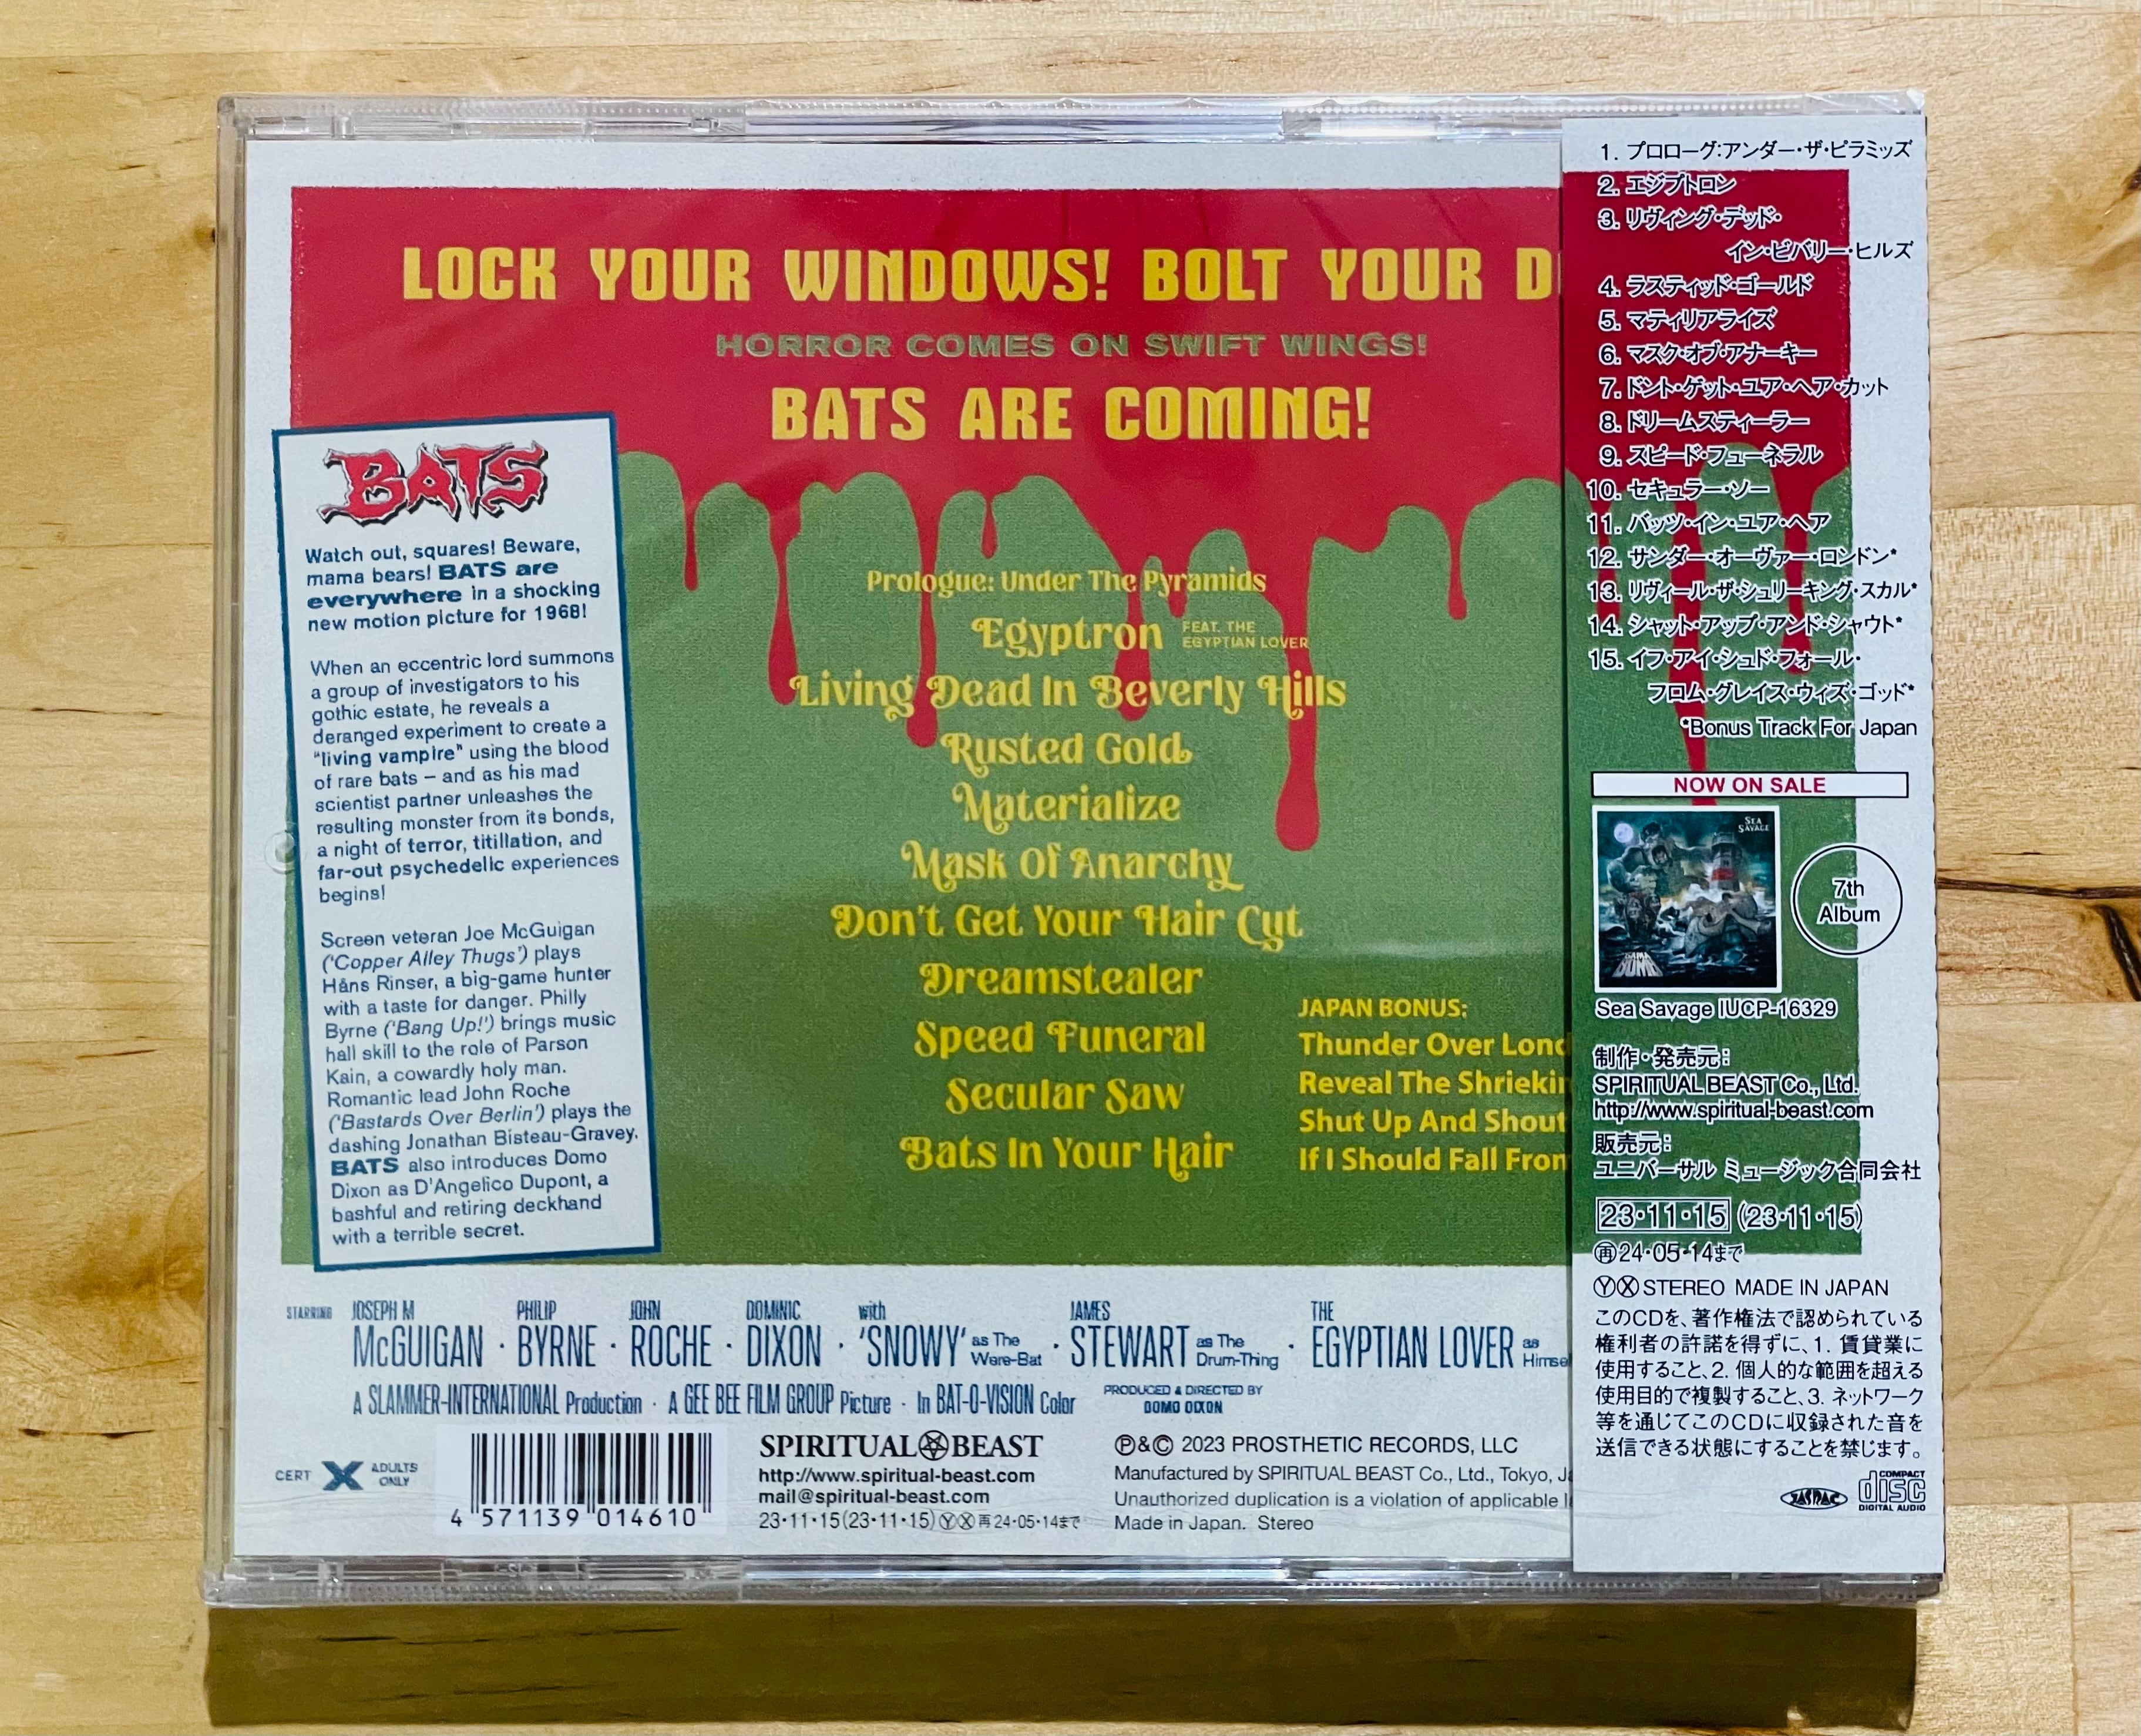 LOCK YOUR WINDOWS! BOLT YOUR D
HORROR COMES ON SWIFT WINGS!
BATS ARE COMING!
BATS
Watch out, squares! Beware,
mama bears! BATS are
everywhere in a shocking
new motion picture for 1968!
When an eccentric lord summons
a group of investigators to his
gothic estate, he reveals a
deranged experiment to create a
"living vampire" using the blood
of rare bats – and as his mad
scientist partner unleashes the
resulting monster from its bonds,
a night of terror, titillation, and
far-out psychedelic experiences
begins!
Screen veteran Joe McGuigan
('Copper Alley Thugs') plays
Håns Rinser, a big-game hunter
with a taste for danger. Philly
Byrne ('Bang Up!') brings music
hall skill to the role of Parson
Kain, a cowardly holy man.
Romantic lead John Roche
('Bastards Over Berlin') plays the
dashing Jonathan Bisteau-Gravey.
BATS also introduces Domo
Dixon as D'Angelico Dupont, a
bashful and retiring deckhand
with a terrible secret.
Prologue: Under The Pyramids
Egyptron FEAT. THE
EGYPTIAN LOVER
Living Dead In Beverly Hills
Rusted Gold
Materialize
Mask Of Anarchy
Don't Get Your Hair Cut
Dreamstealer
Speed Funeral
Secular Saw
Bats In Your Hair
JAPAN BONUS:
Thunder Over Lond
Reveal The Shriekin
Shut Up And Shout
If I Should Fall From
STARRING JOSEPH M McGUIGAN · PHILIP BYRNE · JOHN ROCHE · DOMINIC DIXON · with 'SNOWY' as The Were-Bat · JAMES STEWART as The Drum-Thing · THE EGYPTIAN LOVER as Himse
A SLAMMER-INTERNATIONAL Production · A GEE BEE FILM GROUP Picture · In BAT-O-VISION Color PRODUCED & DIRECTED BY
DOMO DIXON
CERT X ADULTS ONLY
4 571139 014610
SPIRITUAL BEAST
http://www.spiritual-beast.com
mail@spiritual-beast.com
23·11·15(23·11·15)ⓎⓍ再24·05·14まで
Ⓟ&© 2023 PROSTHETIC RECORDS, LLC
Manufactured by SPIRITUAL BEAST Co., Ltd., Tokyo, Ja
Unauthorized duplication is a violation of applicable l
Made in Japan. Stereo
1. プロローグ:アンダー・ザ・ピラミッズ
2. エジプトロン
3. リヴィング・デッド・
イン・ビバリー・ヒルズ
4. ラスティッド・ゴールド
5. マティリアライズ
6. マスク・オブ・アナーキー
7. ドント・ゲット・ユア・ヘア・カット
8. ドリームスティーラー
9. スピード・フューネラル
10. セキュラー・ソー
11. バッツ・イン・ユア・ヘア
12. サンダー・オーヴァー・ロンドン*
13. リヴィール・ザ・シュリーキング・スカル*
14. シャット・アップ・アンド・シャウト*
15. イフ・アイ・シュド・フォール・
フロム・グレイス・ウィズ・ゴッド*
*Bonus Track For Japan
NOW ON SALE
SEA
SAVAGE
GAMA
BOMB
7th
Album
Sea Savage IUCP-16329
制作・発売元:
SPIRITUAL BEAST Co., Ltd.
http://www.spiritual-beast.com
販売元:
ユニバーサル ミュージック合同会社
23·11·15 (23·11·15)
再24·05·14まで
ⓎⓍ STEREO MADE IN JAPAN
このCDを、著作権法で認められている
権利者の許諾を得ずに、1. 賃貸業に
使用すること、2. 個人的な範囲を超える
使用目的で複製すること、3. ネットワーク
等を通じてこのCDに収録された音を
送信できる状態にすることを禁じます。
JASRAC
COMPACT
disc
DIGITAL AUDIO